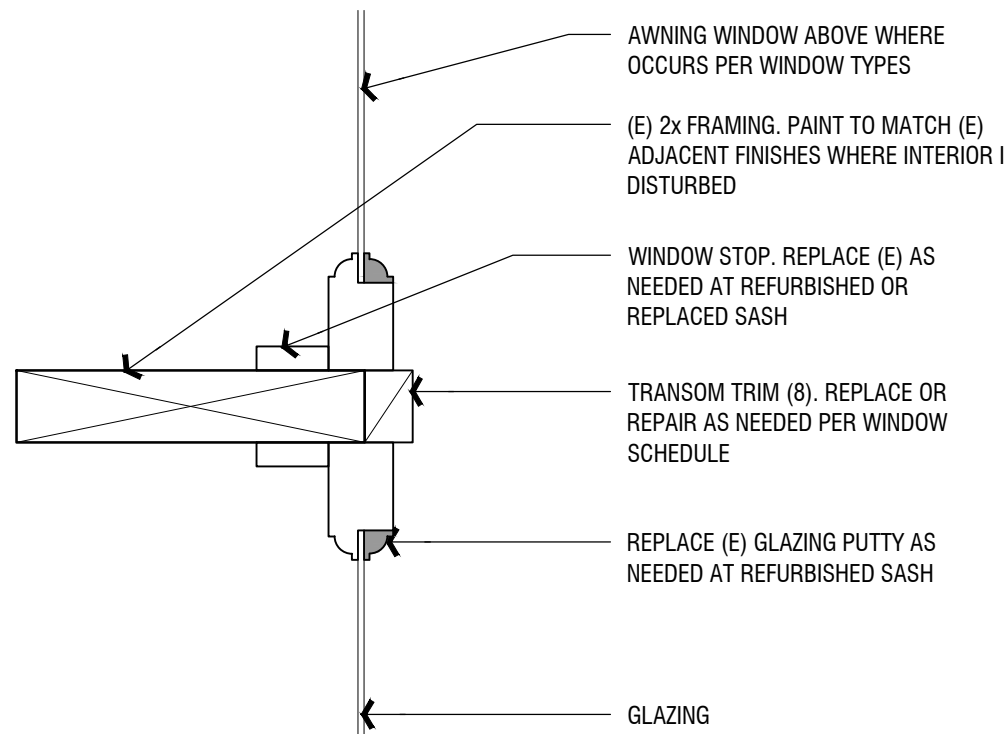 AWNING WINDOW ABOVE WHERE
OCCURS PER WINDOW TYPES
(E) 2x FRAMING. PAINT TO MATCH (E)
ADJACENT FINISHES WHERE INTERIOR I
DISTURBED
WINDOW STOP. REPLACE (E) AS
NEEDED AT REFURBISHED OR
REPLACED SASH
TRANSOM TRIM (8). REPLACE OR
REPAIR AS NEEDED PER WINDOW
SCHEDULE
REPLACE (E) GLAZING PUTTY AS
NEEDED AT REFURBISHED SASH
GLAZING